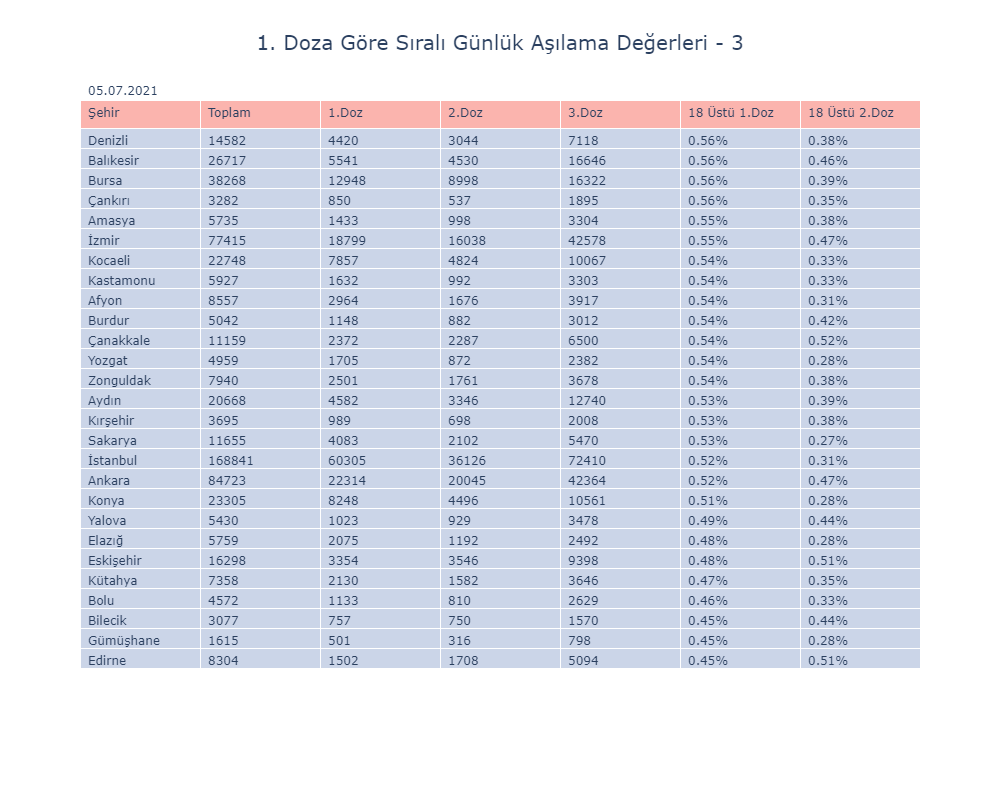 1. Doza Göre Sıralı Günlük Aşılama Değerleri - 3
05.07.2021
Şehir Toplam 1.Doz 2.Doz 3.Doz 18 Üstü 1.Doz 18 Üstü 2.Doz
Denizli 14582 4420 3044 7118 0.56% 0.38%
Balıkesir 26717 5541 4530 16646 0.56% 0.46%
Bursa 38268 12948 8998 16322 0.56% 0.39%
Çankırı 3282 850 537 1895 0.56% 0.35%
Amasya 5735 1433 998 3304 0.55% 0.38%
İzmir 77415 18799 16038 42578 0.55% 0.47%
Kocaeli 22748 7857 4824 10067 0.54% 0.33%
Kastamonu 5927 1632 992 3303 0.54% 0.33%
Afyon 8557 2964 1676 3917 0.54% 0.31%
Burdur 5042 1148 882 3012 0.54% 0.42%
Çanakkale 11159 2372 2287 6500 0.54% 0.52%
Yozgat 4959 1705 872 2382 0.54% 0.28%
Zonguldak 7940 2501 1761 3678 0.54% 0.38%
Aydın 20668 4582 3346 12740 0.53% 0.39%
Kırşehir 3695 989 698 2008 0.53% 0.38%
Sakarya 11655 4083 2102 5470 0.53% 0.27%
İstanbul 168841 60305 36126 72410 0.52% 0.31%
Ankara 84723 22314 20045 42364 0.52% 0.47%
Konya 23305 8248 4496 10561 0.51% 0.28%
Yalova 5430 1023 929 3478 0.49% 0.44%
Elazığ 5759 2075 1192 2492 0.48% 0.28%
Eskişehir 16298 3354 3546 9398 0.48% 0.51%
Kütahya 7358 2130 1582 3646 0.47% 0.35%
Bolu 4572 1133 810 2629 0.46% 0.33%
Bilecik 3077 757 750 1570 0.45% 0.44%
Gümüşhane 1615 501 316 798 0.45% 0.28%
Edirne 8304 1502 1708 5094 0.45% 0.51%